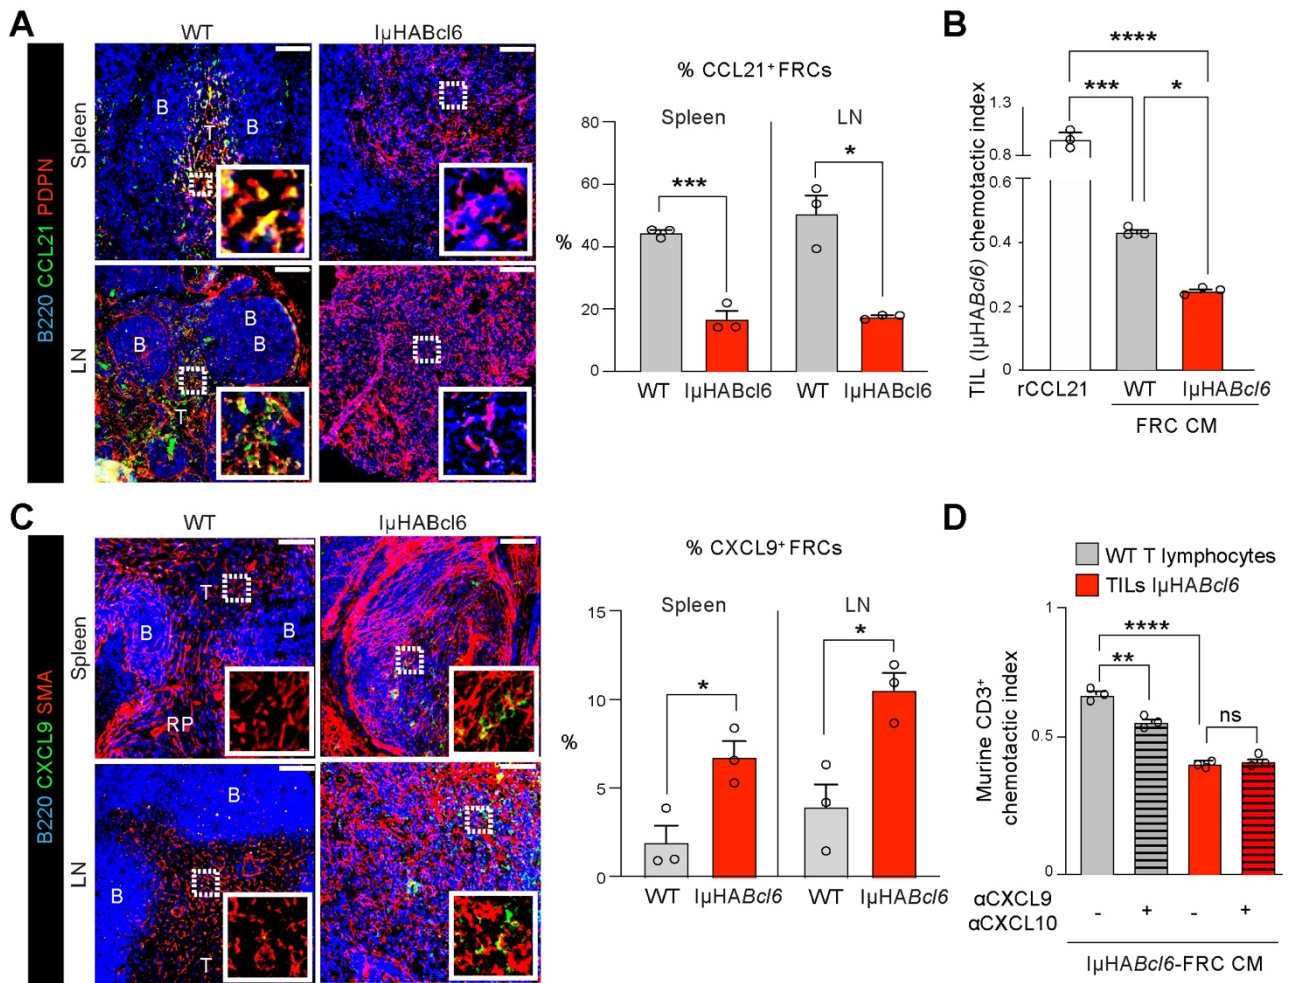 A
WT
IµHABcl6
B220 CCL21 PDPN
Spleen
B
T
B
LN
B
B
B
T
% CCL21⁺ FRCs
Spleen
LN
80
60
40
20
0
%
***
*
WT
IµHABcl6
WT
IµHABcl6
B
TIL (IµHABcl6) chemotactic index
1.3
0.8
0.6
0.4
0.2
0
****
***
*
rCCL21
WT
IµHABcl6
FRC CM
C
WT
IµHABcl6
B220 CXCL9 SMA
Spleen
T
B
B
RP
LN
B
B
T
% CXCL9⁺ FRCs
Spleen
LN
15
10
5
0
%
*
*
WT
IµHABcl6
WT
IµHABcl6
D
WT T lymphocytes
TILs IµHABcl6
Murine CD3⁺
chemotactic index
1
0.5
0
****
**
ns
αCXCL9
αCXCL10
- + - +
IµHABcl6-FRC CM